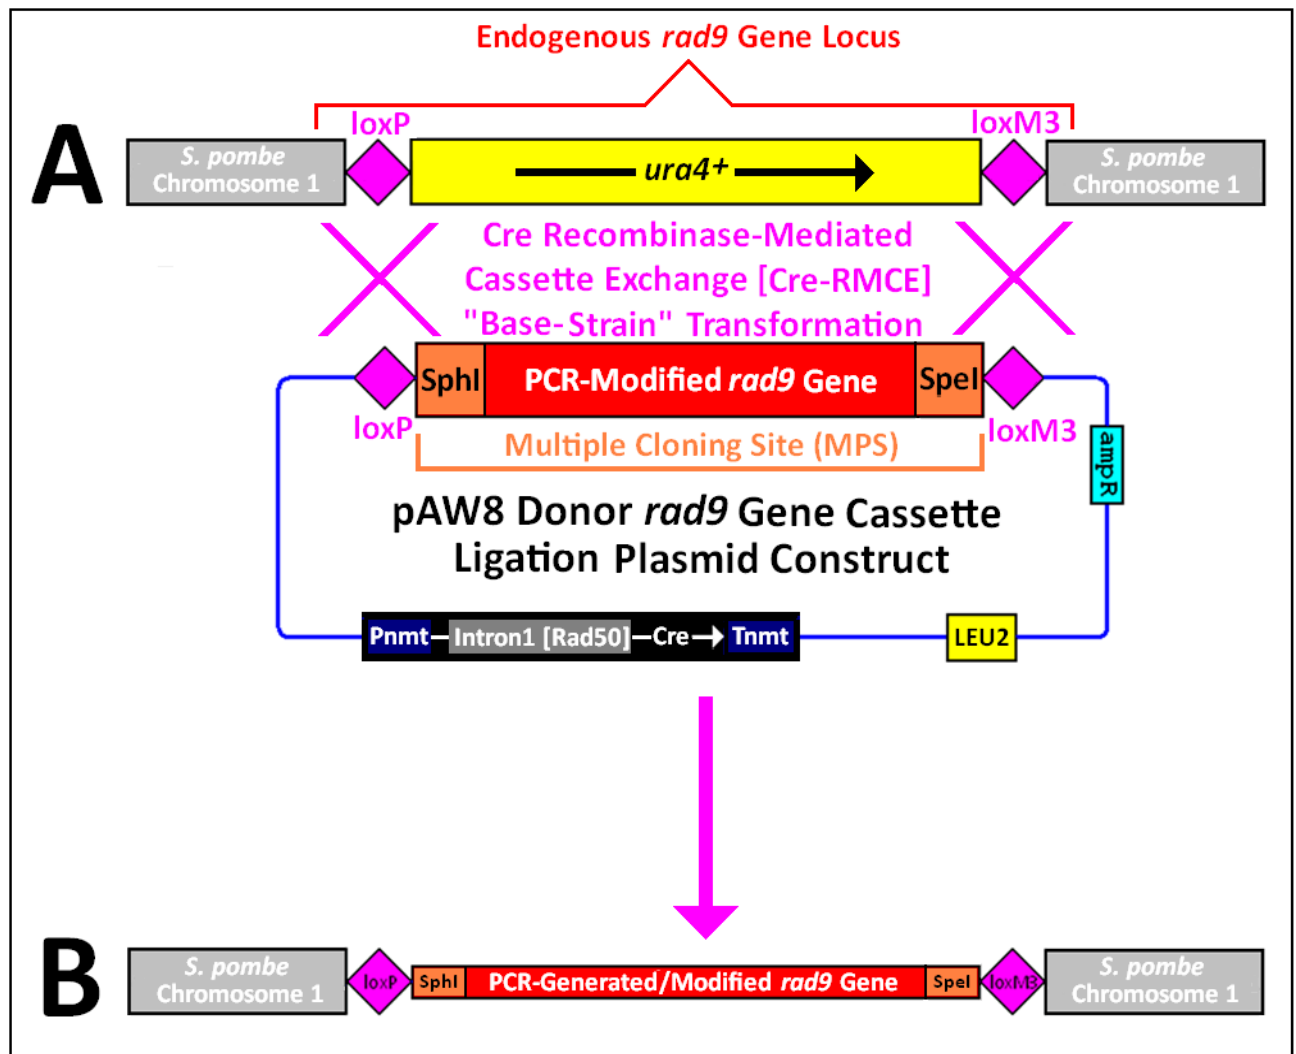 Endogenous rad9 Gene Locus
A
loxP
loxM3
S. pombe
Chromosome 1
ura4+
S. pombe
Chromosome 1
Cre Recombinase-Mediated
Cassette Exchange [Cre-RMCE]
"Base-Strain" Transformation
SphI
PCR-Modified rad9 Gene
SpeI
loxP
loxM3
Multiple Cloning Site (MPS)
ampR
pAW8 Donor rad9 Gene Cassette
Ligation Plasmid Construct
Pnmt
Intron1 [Rad50]
Cre
Tnmt
LEU2
B
S. pombe
Chromosome 1
loxP
SphI
PCR-Generated/Modified rad9 Gene
SpeI
loxM3
S. pombe
Chromosome 1